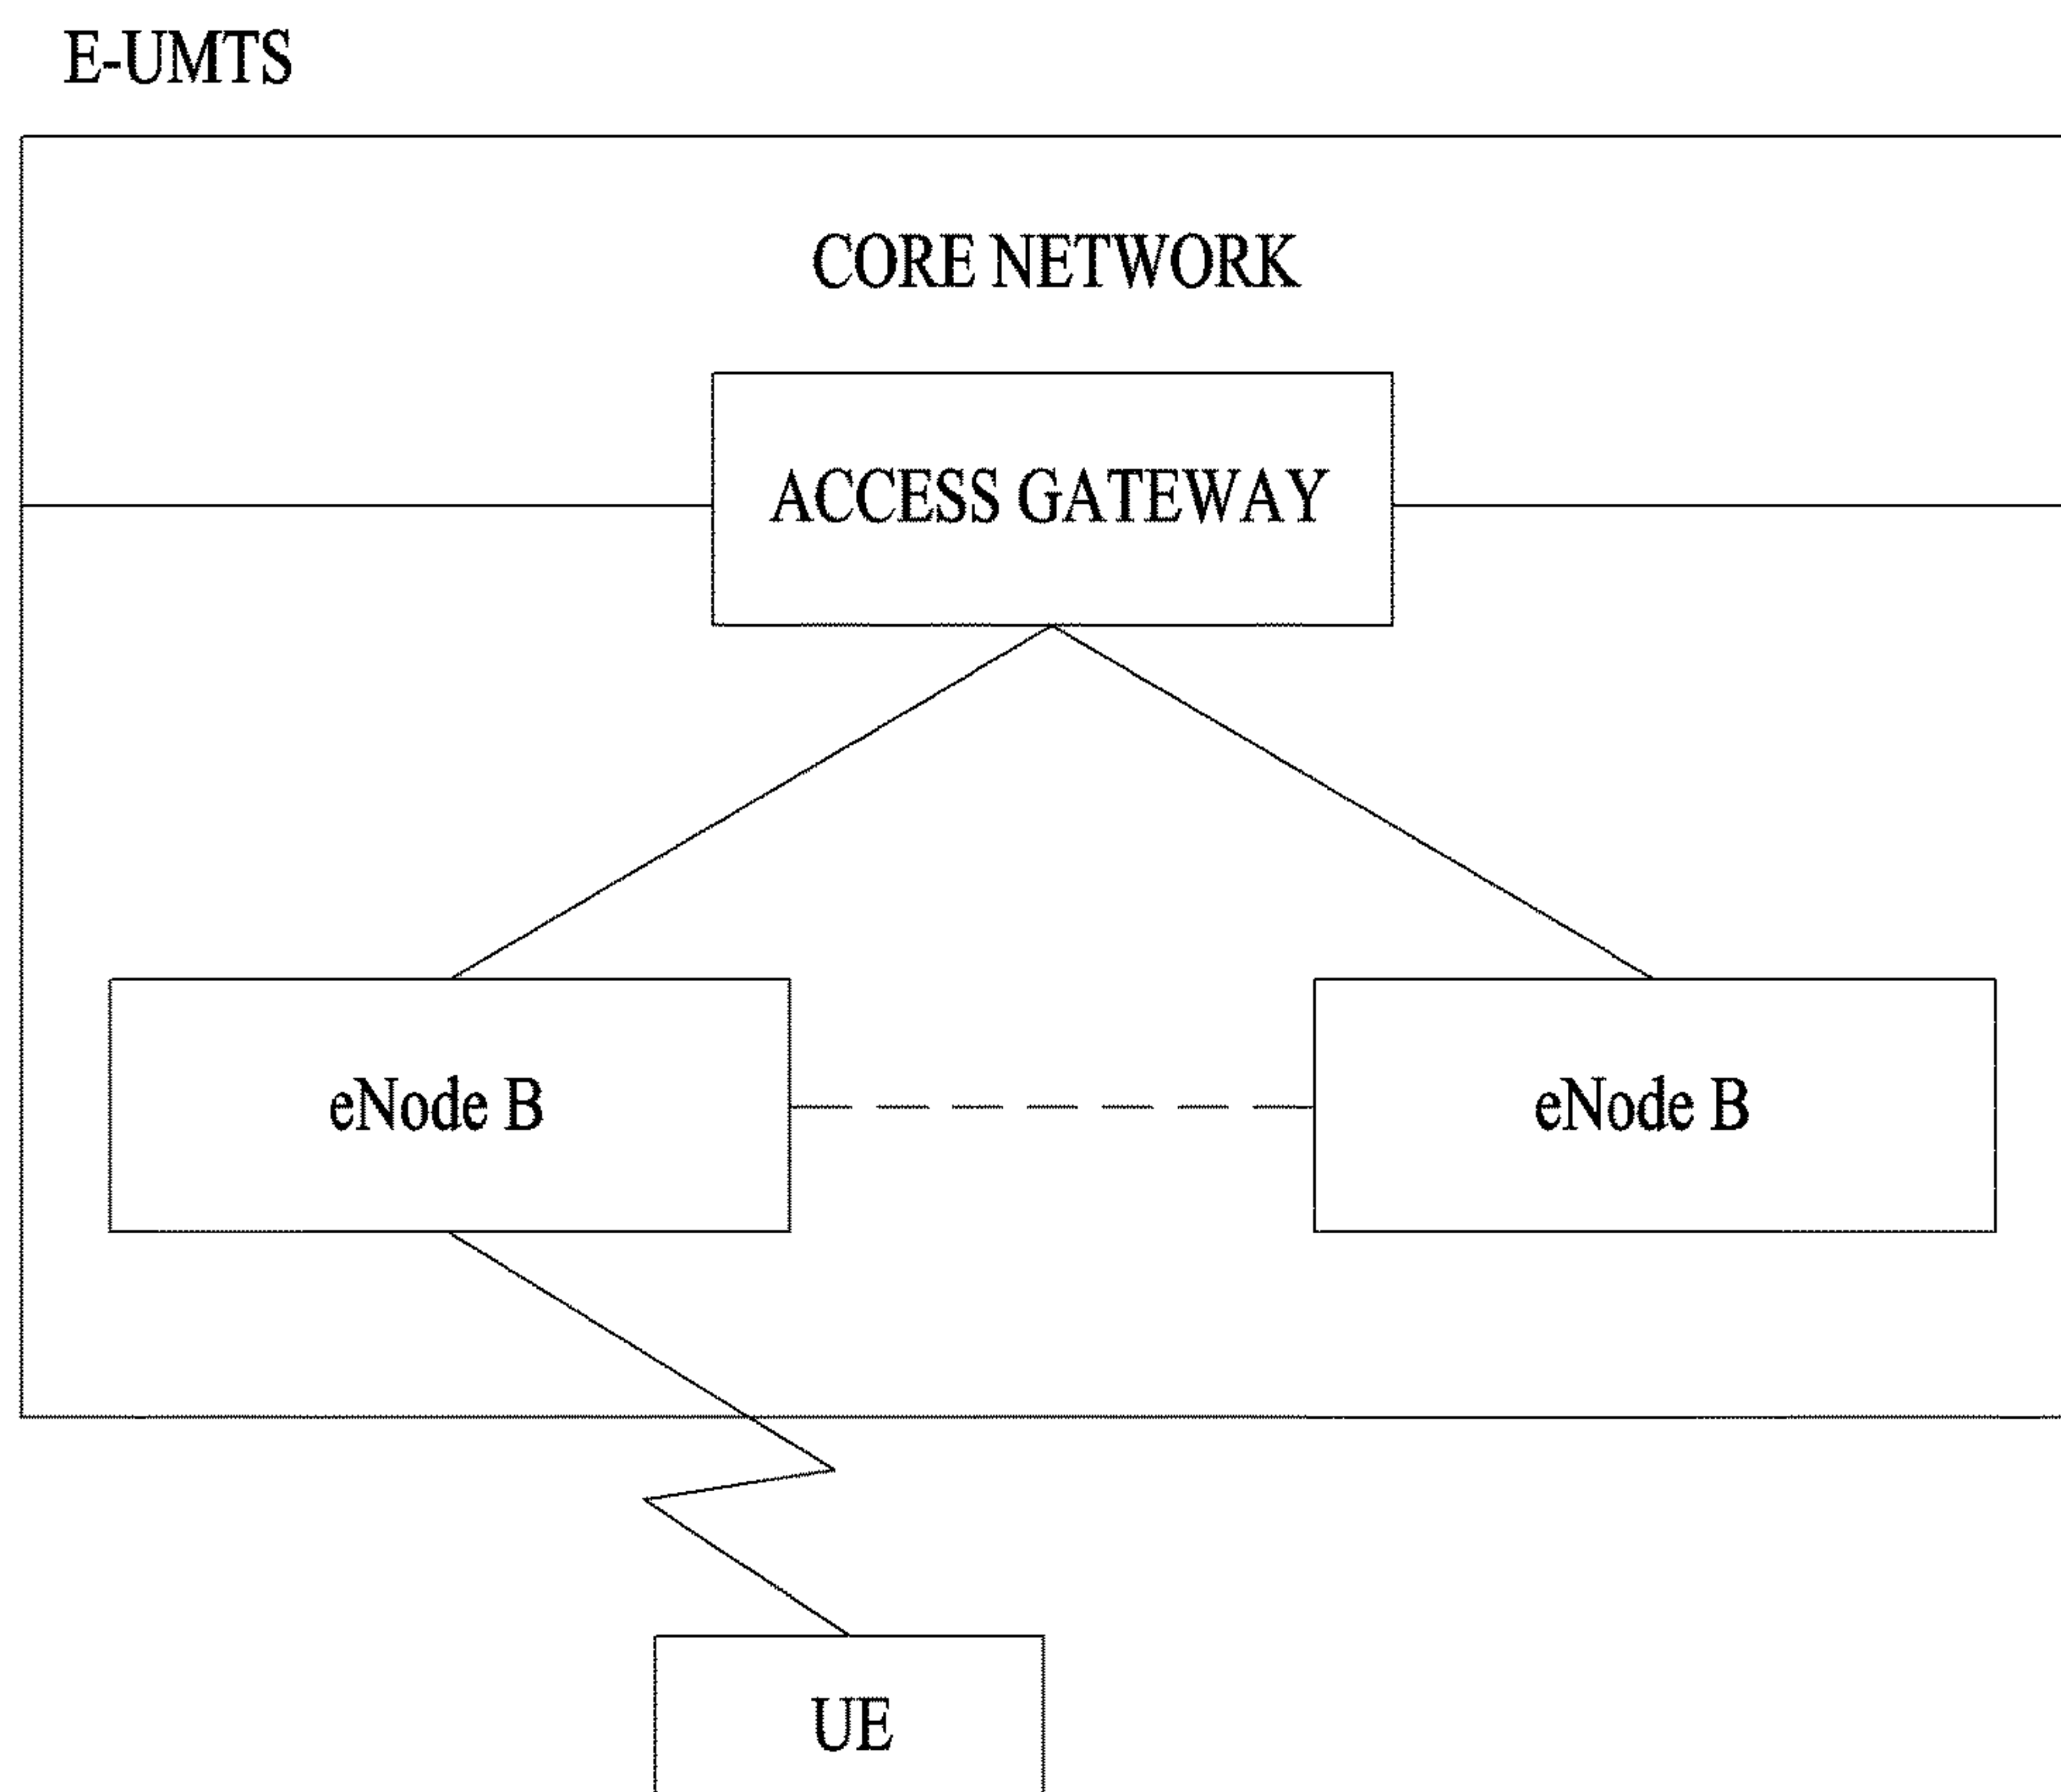 E-UMTS
CORE NETWORK
ACCESS GATEWAY
eNode B
eNode B
UE